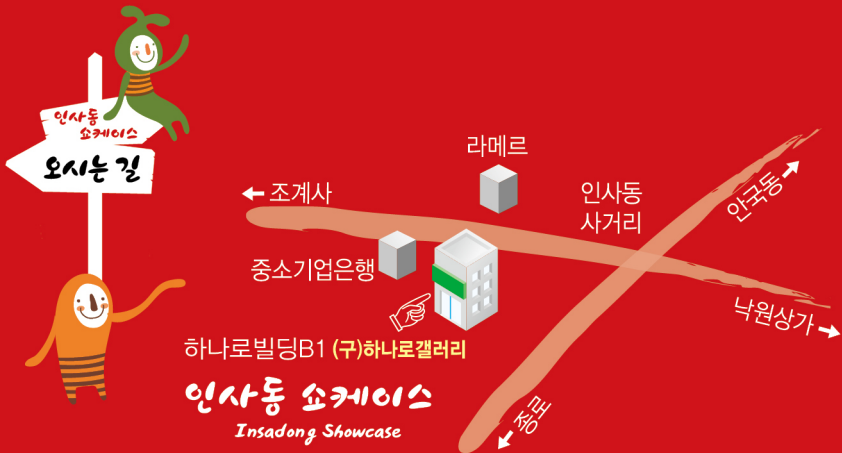 인사동
쇼케이스
오시는 길
라메르
← 조계사
인사동
사거리
안국동 →
중소기업은행
낙원상가 →
하나로빌딩B1 (구)하나로갤러리
인사동 쇼케이스
Insadong Showcase
← 종로